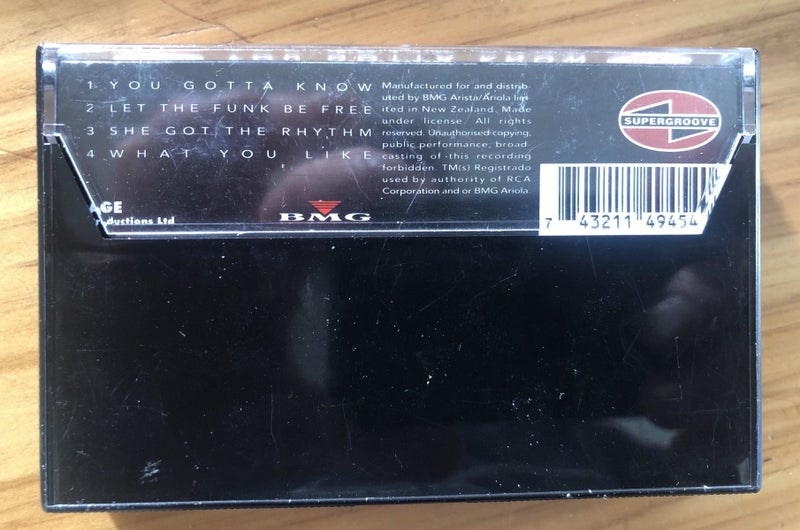 1 YOU GOTTA KNOW
2 LET THE FUNK BE FREE
3 SHE GOT THE RHYTHM
4 WHAT YOU LIKE
Manufactured for and distrib-
uted by BMG Arista/Ariola lim-
ited in New Zealand. Made
under license. All rights
reserved. Unauthorised copying,
public performance, broad-
casting of this recording
forbidden. TM(s) Registrado
used by authority of RCA
Corporation and or BMG Ariola.
SUPERGROOVE
AGE
ductions Ltd
BMG
7 43211 49454